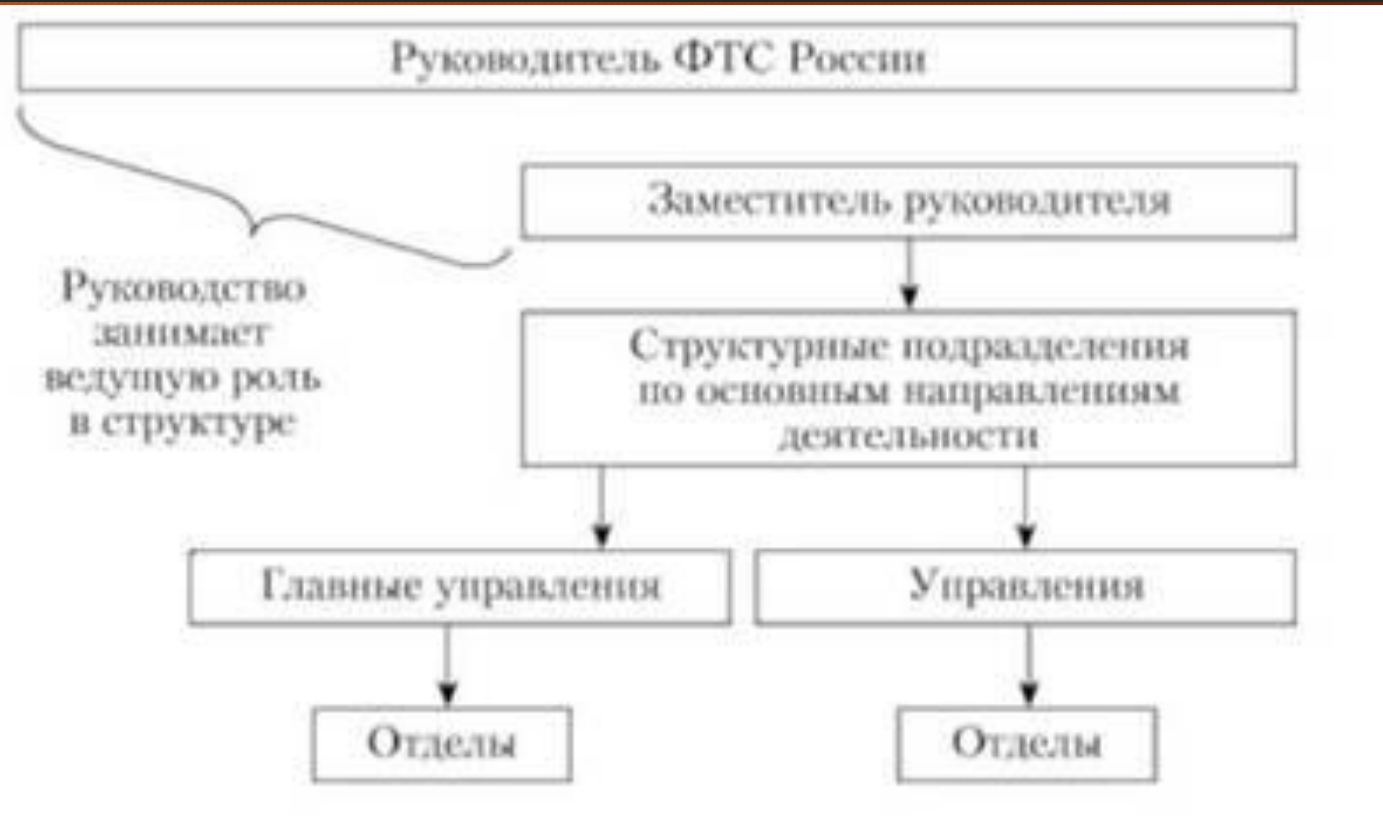 Руководитель ФТС России
Заместитель руководителя
Руководство
занимает
ведущую роль
в структуре
Структурные подразделения
по основным направлениям
деятельности
Главные управления
Управления
Отделы
Отделы